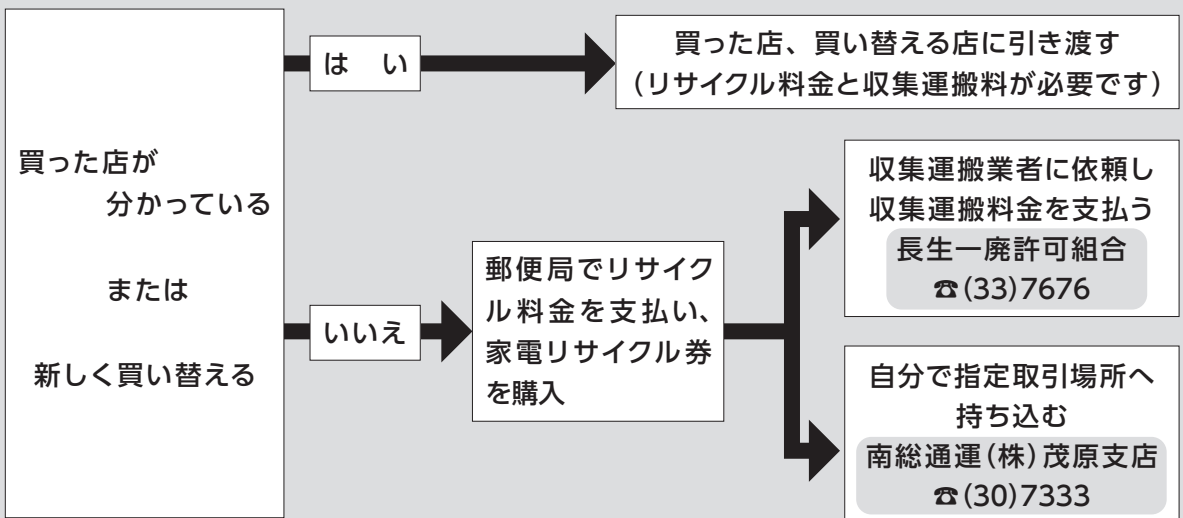 買った店が
分かっている
または
新しく買い替える
はい
買った店、買い替える店に引き渡す
（リサイクル料金と収集運搬料が必要です）
いいえ
郵便局でリサイク
ル料金を支払い、
家電リサイクル券
を購入
収集運搬業者に依頼し
収集運搬料金を支払う
長生一廃許可組合
☎(33)7676
自分で指定取引場所へ
持ち込む
南総通運(株)茂原支店
☎(30)7333